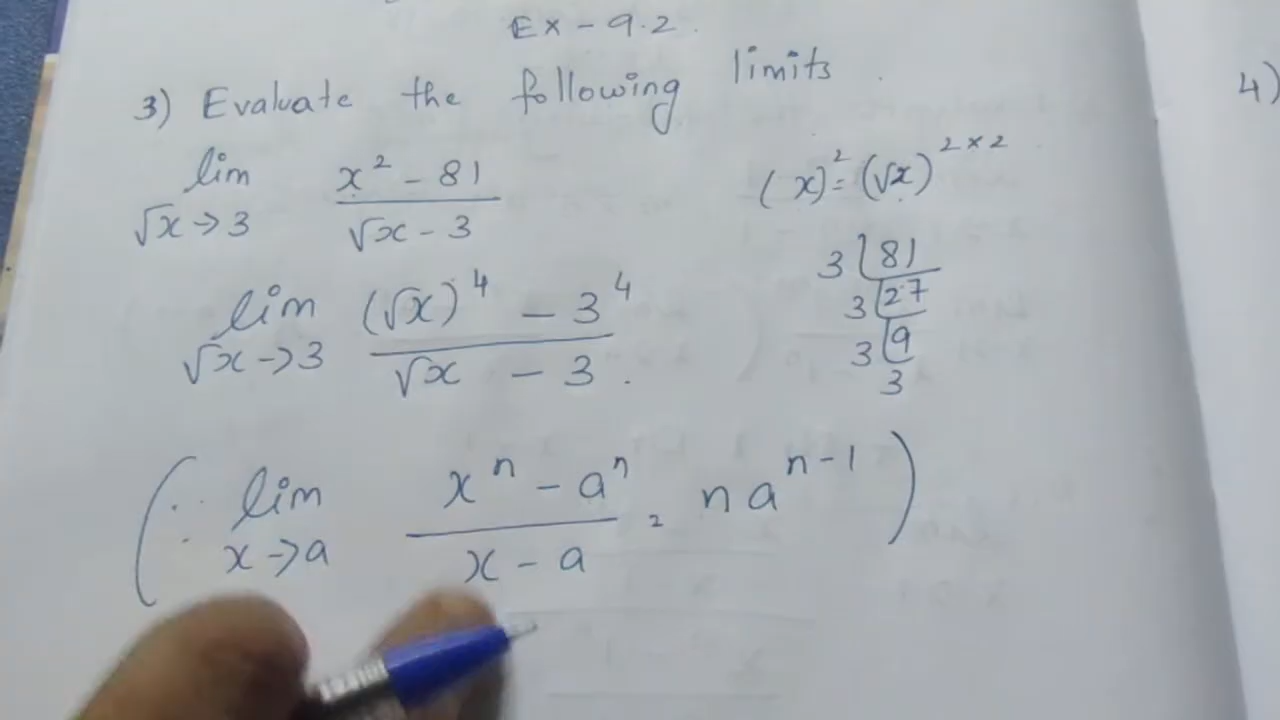 Ex - 9.2.
3) Evaluate the following limits.
lim √x→3 (x² - 81)/(√x - 3)
(x)² = (√x)^(2×2)
3 | 81
3 | 27
3 | 9
3
lim √x→3 ((√x)⁴ - 3⁴)/(√x - 3).
(∵ lim x→a (xⁿ - aⁿ)/(x - a) = n a^(n-1))
4)